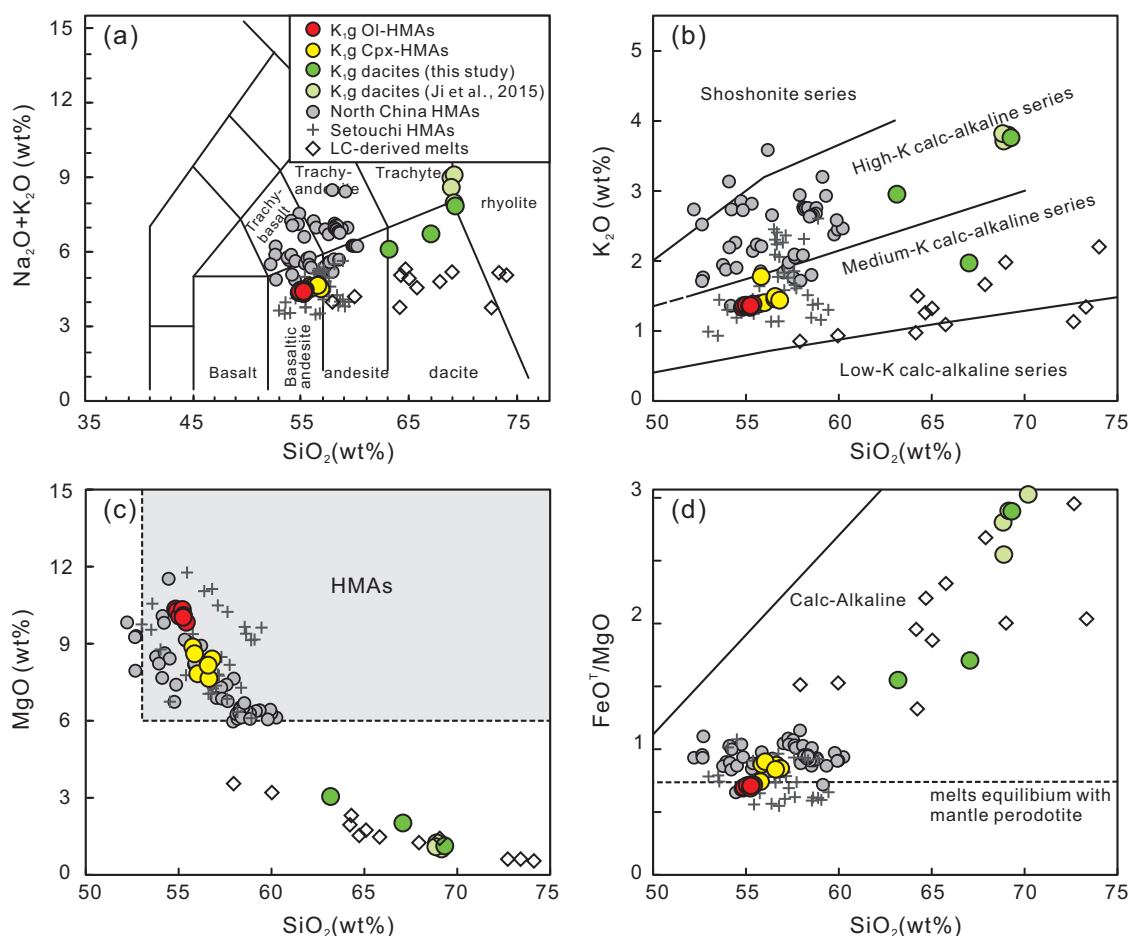 (a)
15
12
9
6
3
0
Na₂O+K₂O (wt%)
K₁g Ol-HMAs
K₁g Cpx-HMAs
K₁g dacites (this study)
K₁g dacites (Ji et al., 2015)
North China HMAs
Setouchi HMAs
LC-derived melts
Trachy-
andesite
Trachyte
rhyolite
Trachy-
basalt
Basalt
Basaltic
andesite
andesite
dacite
35
45
55
65
75
SiO₂(wt%)
(b)
5
4
3
2
1
0
K₂O (wt%)
Shoshonite series
High-K calc-alkaline series
Medium-K calc-alkaline series
Low-K calc-alkaline series
50
55
60
65
70
75
SiO₂(wt%)
(c)
15
12
9
6
3
0
MgO (wt%)
HMAs
50
55
60
65
70
75
SiO₂(wt%)
(d)
3
2
1
0
FeOᵀ/MgO
Calc-Alkaline
melts equilibium with
mantle perodotite
50
55
60
65
70
75
SiO₂(wt%)